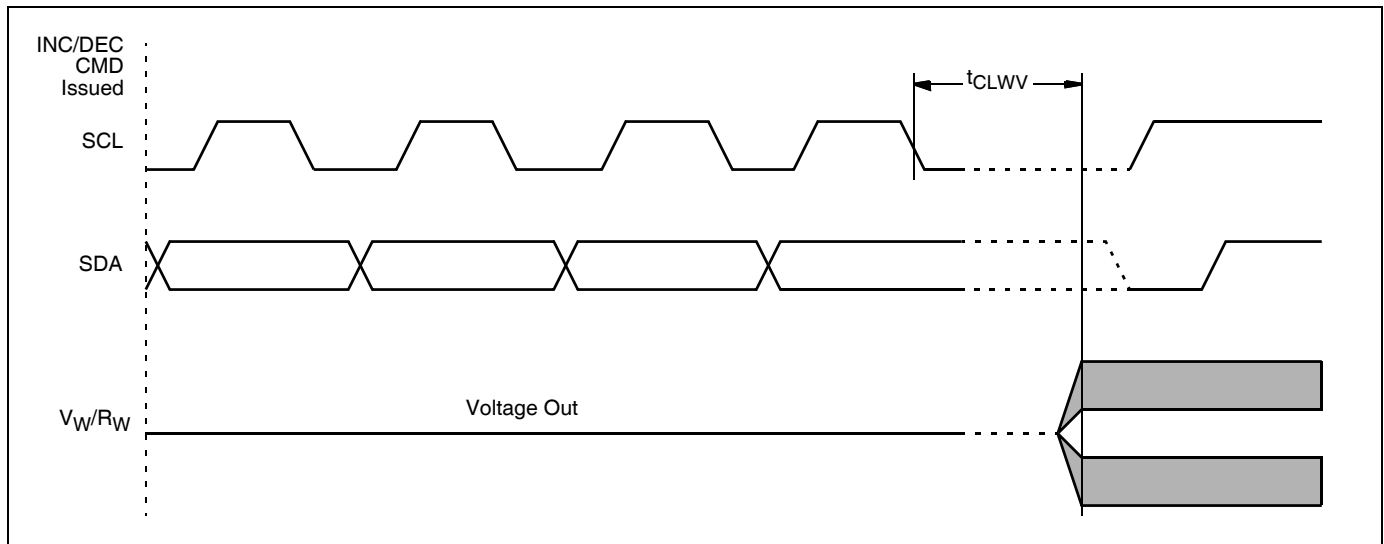 INC/DEC
CMD
Issued
tCLWV
SCL
SDA
Voltage Out
VW/RW